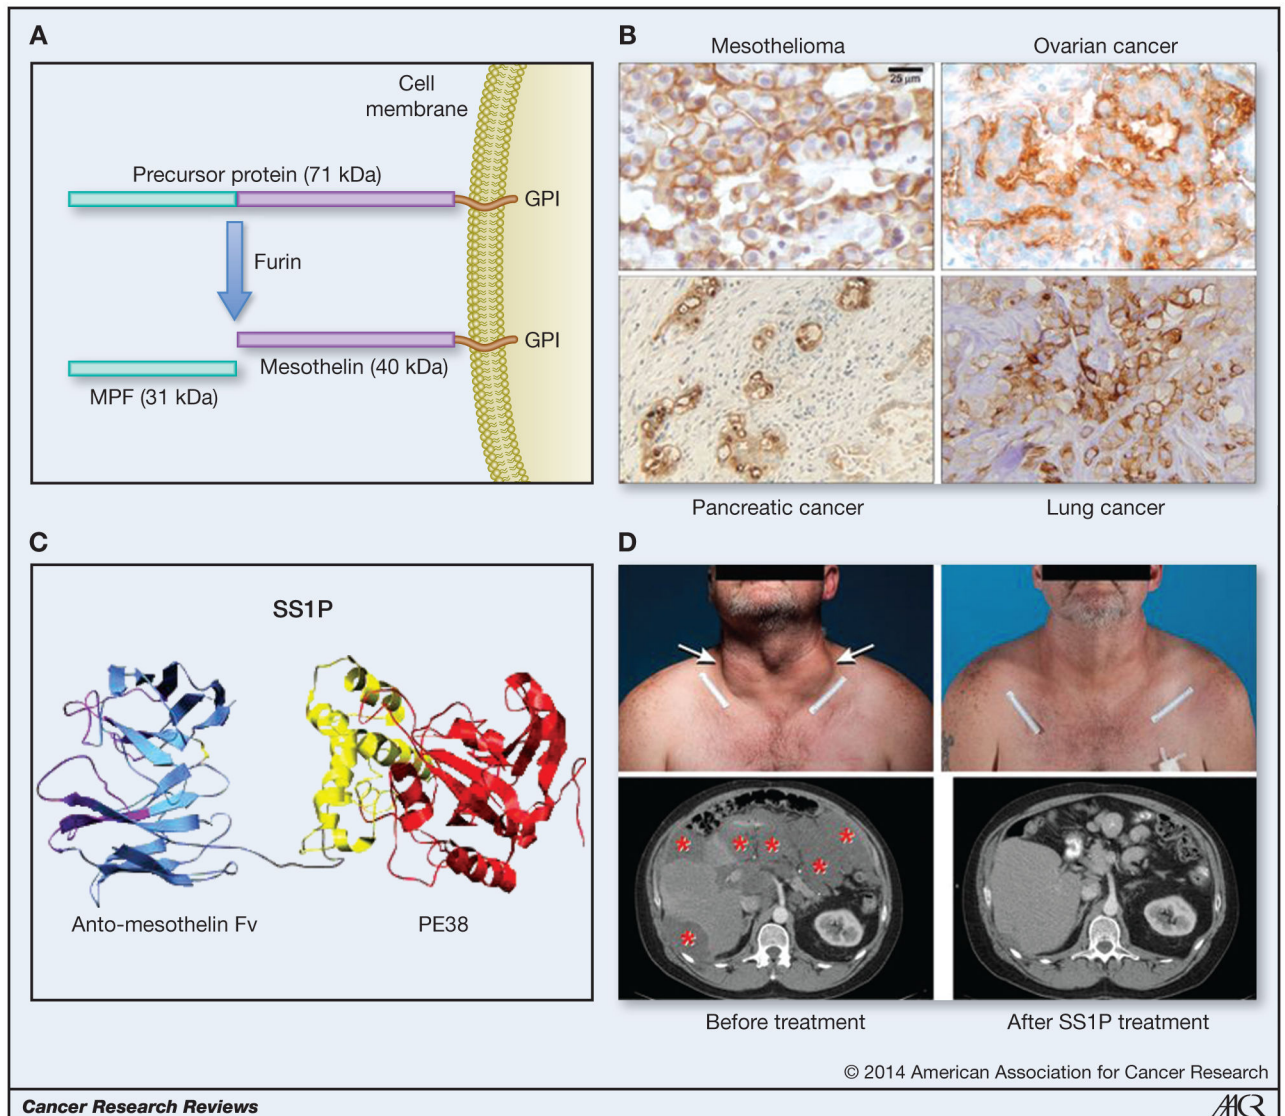 A
Cell
membrane
Precursor protein (71 kDa)
GPI
Furin
GPI
Mesothelin (40 kDa)
MPF (31 kDa)
B
Mesothelioma
Ovarian cancer
25 µm
Pancreatic cancer
Lung cancer
C
SS1P
Anto-mesothelin Fv
PE38
D
* * * * *
*
Before treatment
After SS1P treatment
© 2014 American Association for Cancer Research
Cancer Research Reviews
AACR